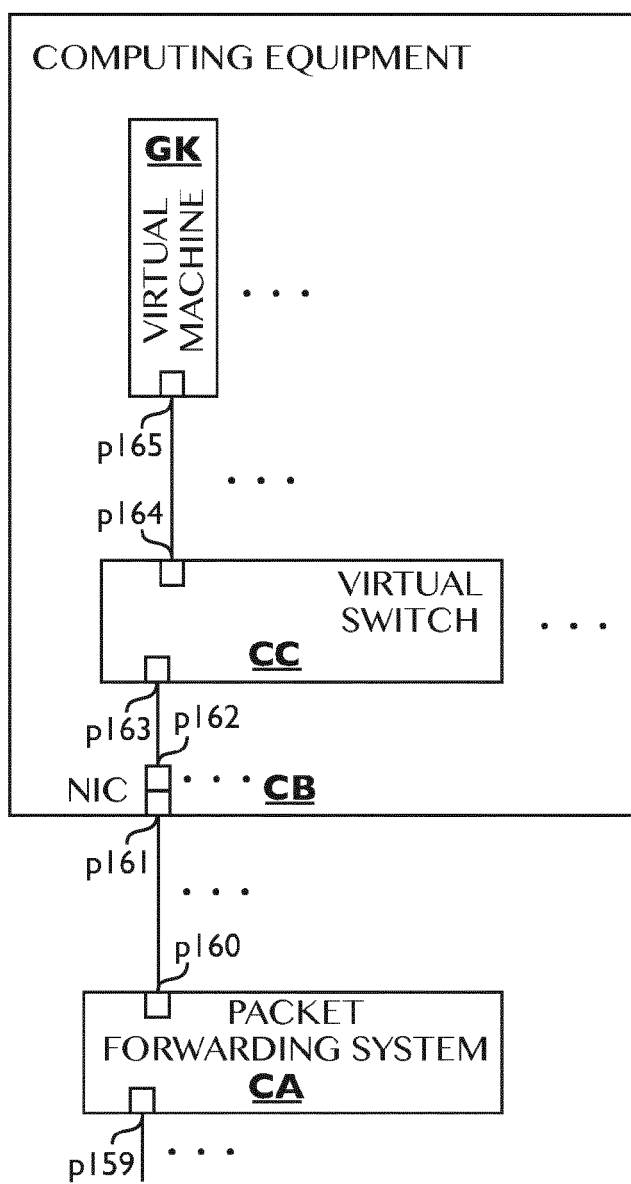 COMPUTING EQUIPMENT
GK
VIRTUAL
MACHINE
. . .
p165
. . .
p164
VIRTUAL
SWITCH
. . .
CC
p163
p162
NIC
. . .
CB
p161
. . .
p160
PACKET
FORWARDING SYSTEM
CA
p159
. . .